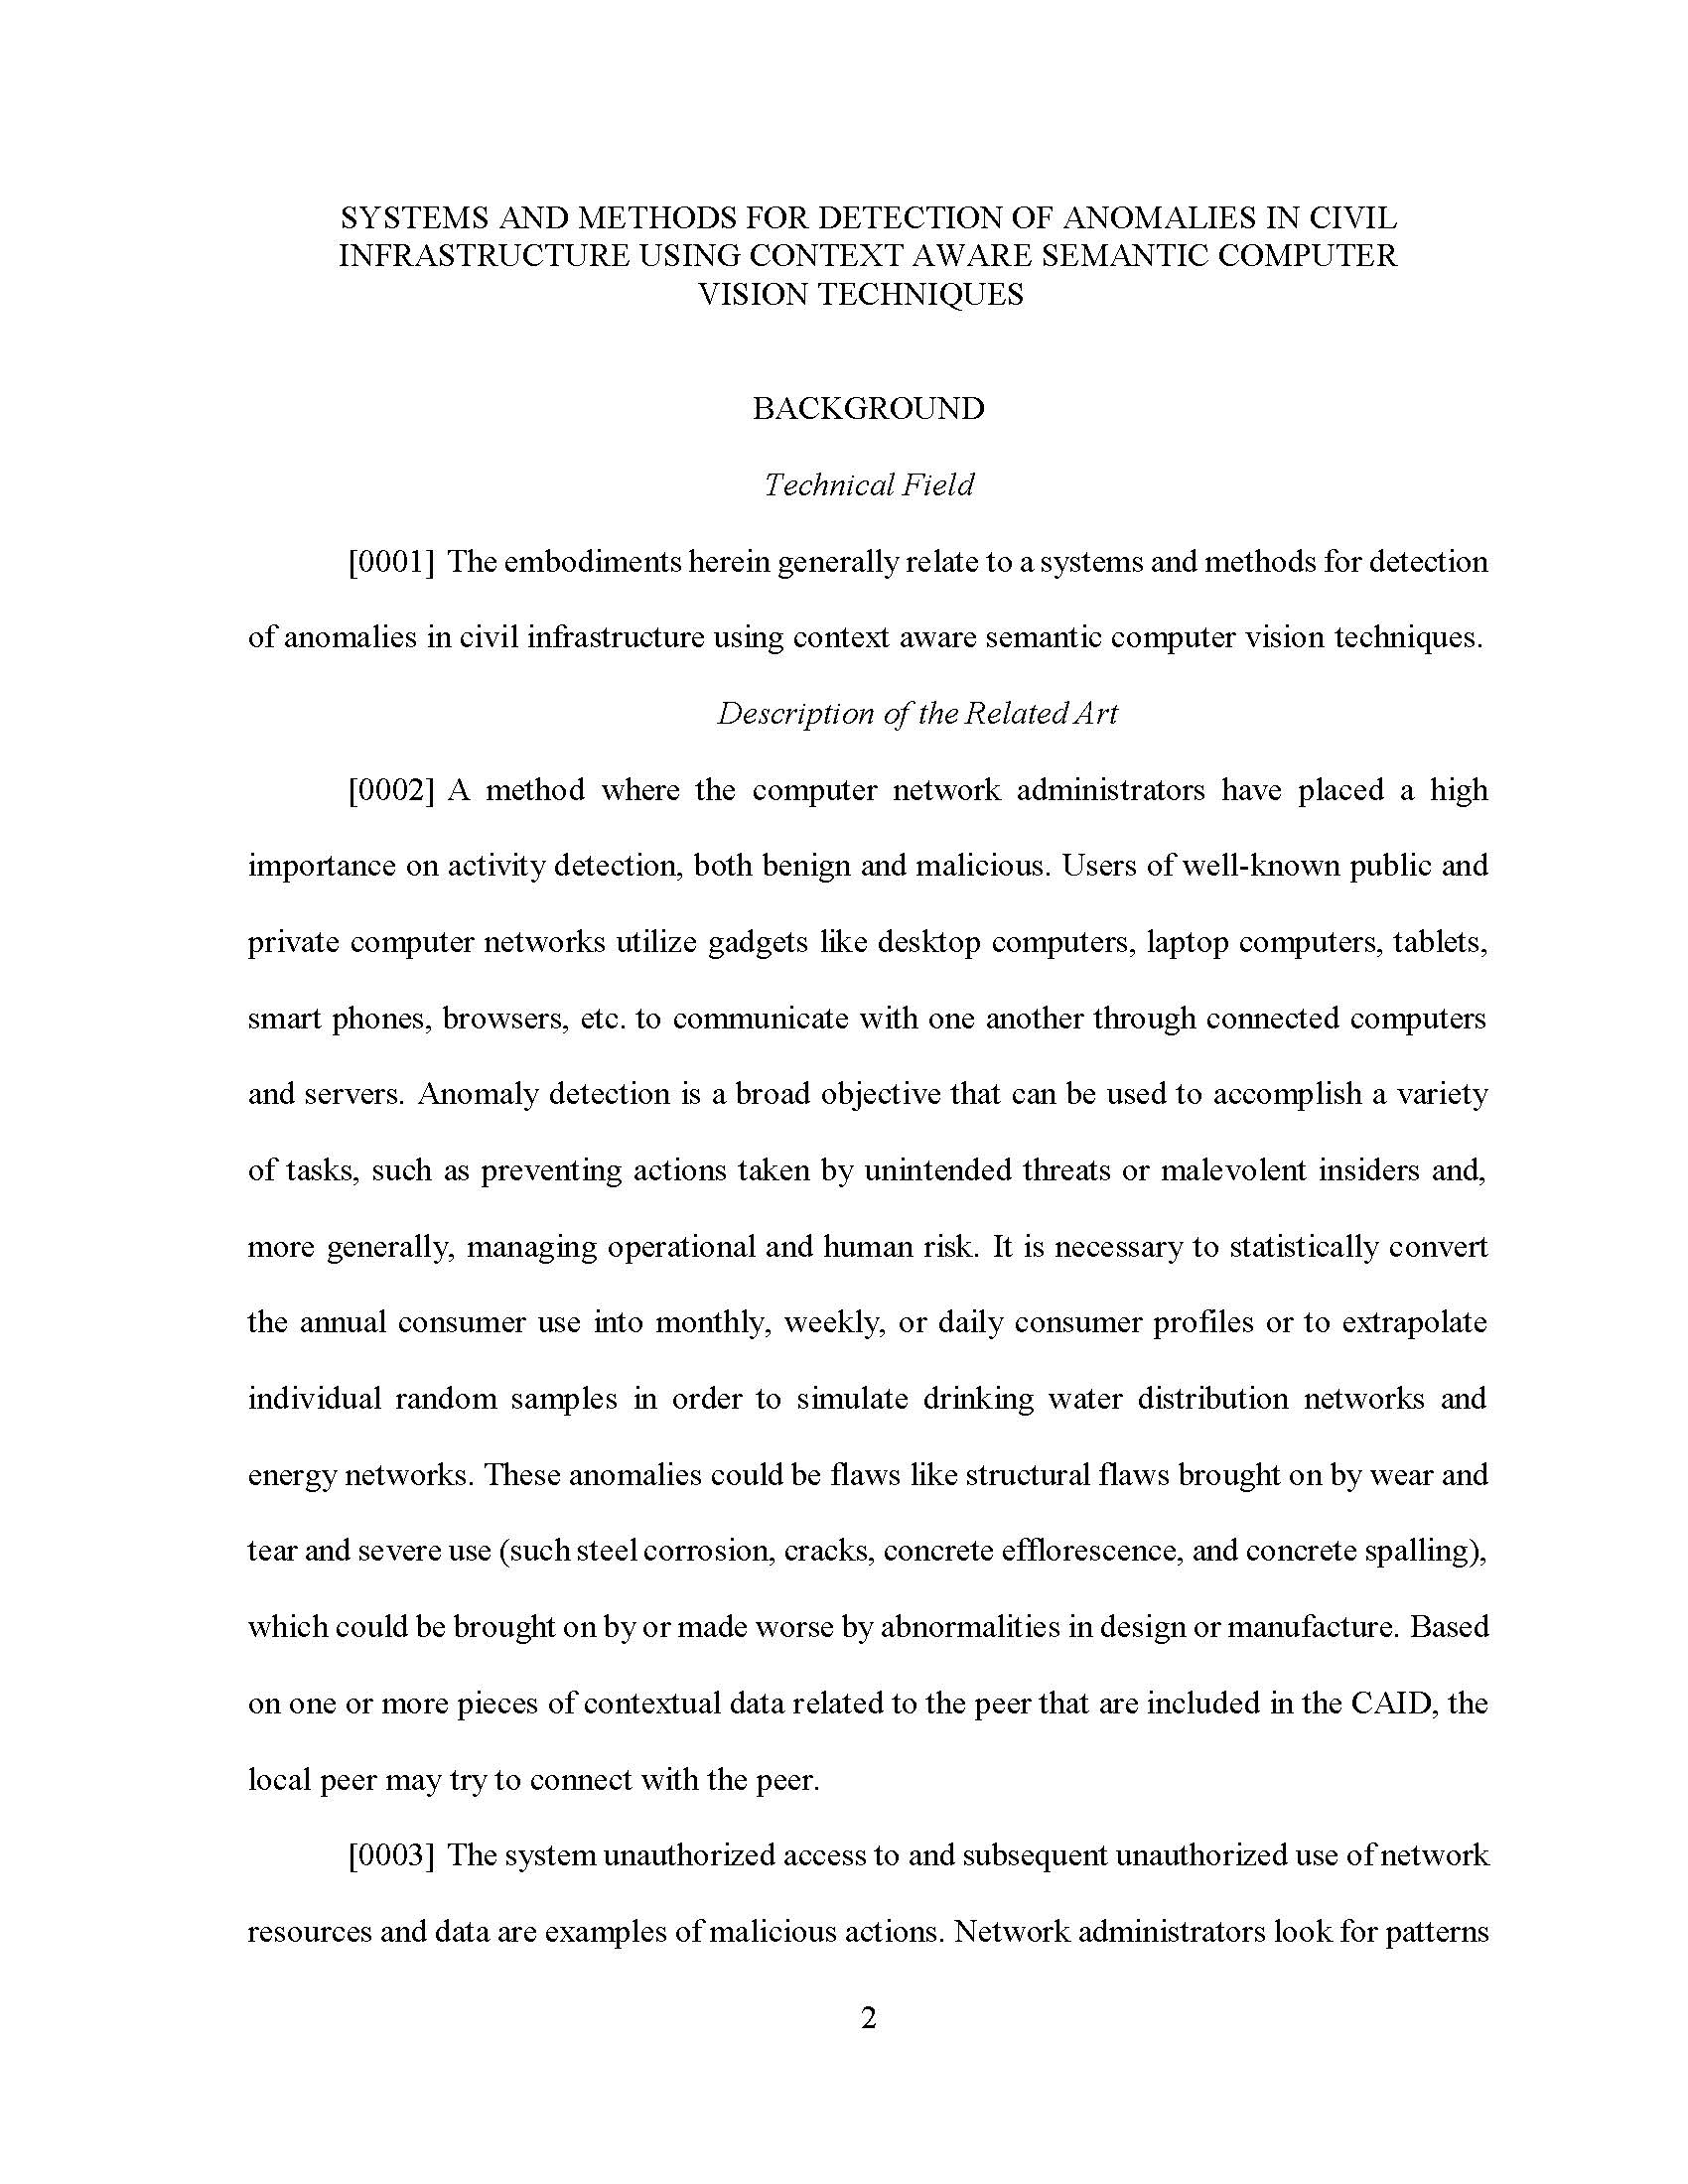 SYSTEMS AND METHODS FOR DETECTION OF ANOMALIES IN CIVIL
INFRASTRUCTURE USING CONTEXT AWARE SEMANTIC COMPUTER
VISION TECHNIQUES
BACKGROUND
Technical Field
[0001] The embodiments herein generally relate to a systems and methods for detection
of anomalies in civil infrastructure using context aware semantic computer vision techniques.
Description of the Related Art
[0002] A method where the computer network administrators have placed a high
importance on activity detection, both benign and malicious. Users of well-known public and
private computer networks utilize gadgets like desktop computers, laptop computers, tablets,
smart phones, browsers, etc. to communicate with one another through connected computers
and servers. Anomaly detection is a broad objective that can be used to accomplish a variety
of tasks, such as preventing actions taken by unintended threats or malevolent insiders and,
more generally, managing operational and human risk. It is necessary to statistically convert
the annual consumer use into monthly, weekly, or daily consumer profiles or to extrapolate
individual random samples in order to simulate drinking water distribution networks and
energy networks. These anomalies could be flaws like structural flaws brought on by wear and
tear and severe use (such steel corrosion, cracks, concrete efflorescence, and concrete spalling),
which could be brought on by or made worse by abnormalities in design or manufacture. Based
on one or more pieces of contextual data related to the peer that are included in the CAID, the
local peer may try to connect with the peer.
[0003] The system unauthorized access to and subsequent unauthorized use of network
resources and data are examples of malicious actions. Network administrators look for patterns
2